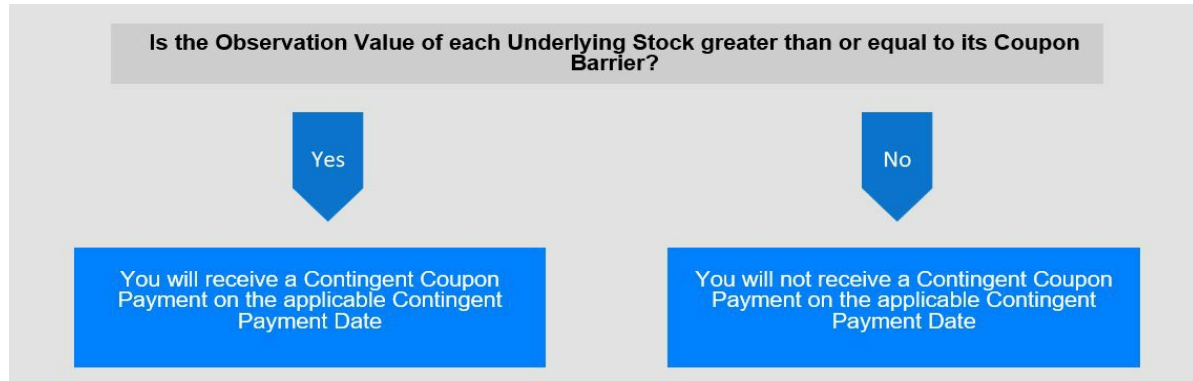 Is the Observation Value of each Underlying Stock greater than or equal to its Coupon
Barrier?
Yes
No
You will receive a Contingent Coupon
Payment on the applicable Contingent
Payment Date
You will not receive a Contingent Coupon
Payment on the applicable Contingent
Payment Date